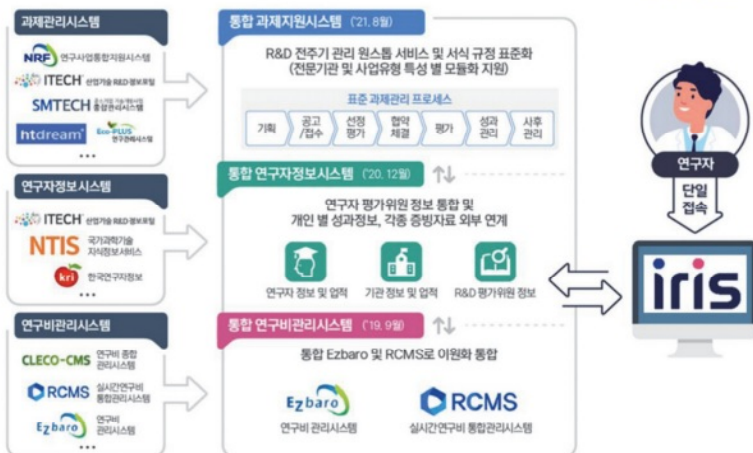 과제관리시스템
NRF 연구사업통합지원시스템
ITECH 산업기술 R&D 정보포털
SMTECH
종합관리시스템
htdream
Eco-PLUS
연구관리시스템
...
연구자정보시스템
ITECH 산업기술 R&D 정보포털
NTIS 국가과학기술
지식정보서비스
kri 한국연구자정보
...
연구비관리시스템
CLECO-CMS 연구비 종합
관리시스템
RCMS 실시간연구비
통합관리시스템
Ezbaro 연구비
관리시스템
...
통합 과제지원시스템 ('21. 8월)
R&D 전주기 관리 원스톱 서비스 및 서식 규정 표준화
(전문기관 및 사업유형 특성 별 모듈화 지원)
표준 과제관리 프로세스
기획
공고
/접수
선정
평가
협약
체결
평가
성과
관리
사후
관리
통합 연구자정보시스템 ('20. 12월)
연구자 평가위원 정보 통합 및
개인 별 성과정보, 각종 증빙자료 외부 연계
연구자 정보 및 업적
기관 정보 및 업적
R&D 평가위원 정보
통합 연구비관리시스템 ('19. 9월)
통합 Ezbaro 및 RCMS로 이원화 통합
Ezbaro
연구비 관리시스템
RCMS
실시간연구비 통합관리시스템
연구자
단일
접속
iris